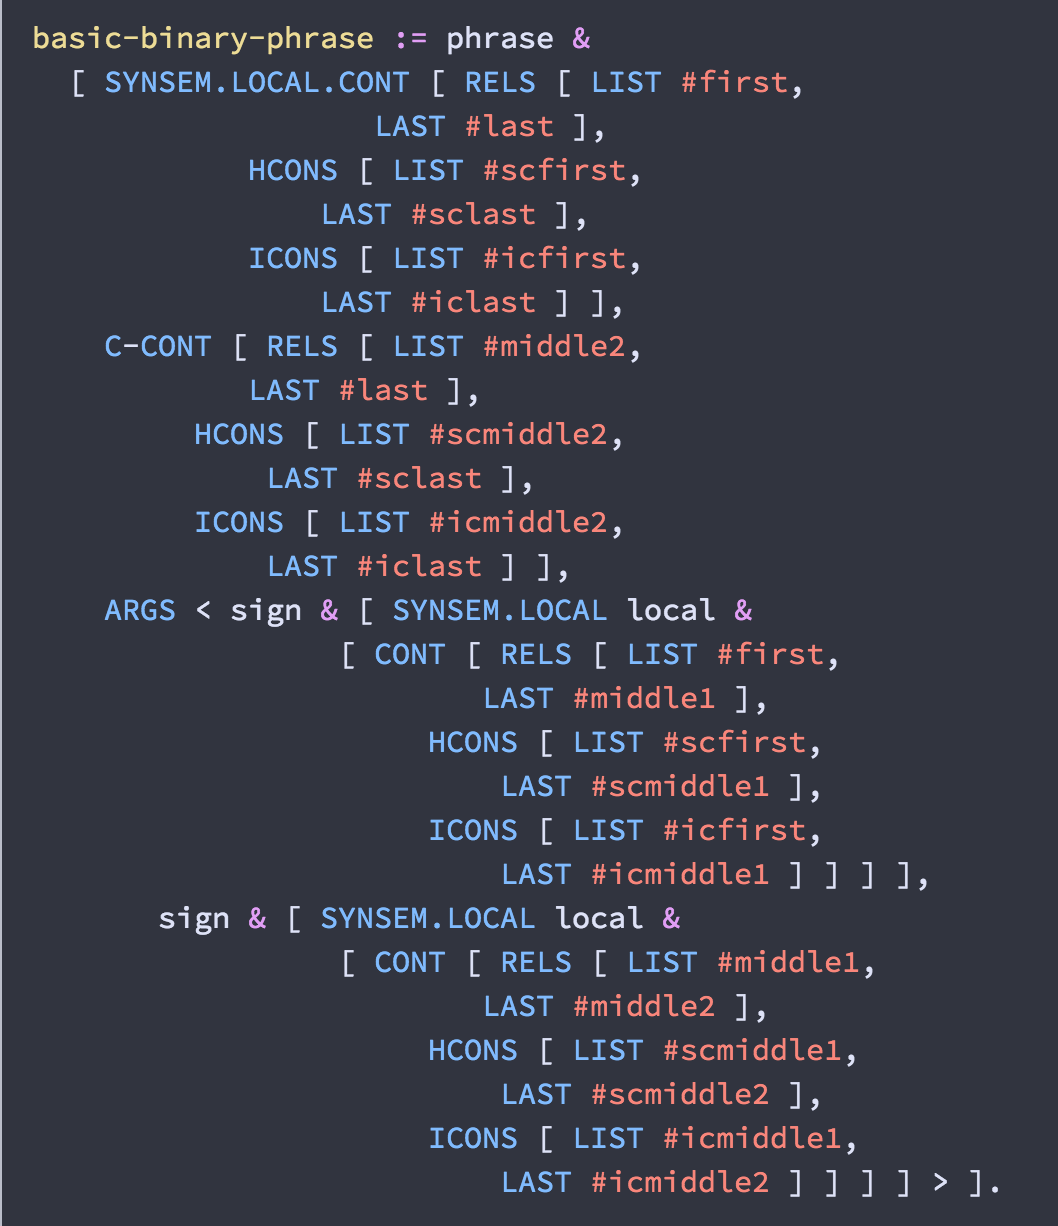 basic-binary-phrase := phrase &
[ SYNSEM.LOCAL.CONT [ RELS [ LIST #first,
LAST #last ],
HCONS [ LIST #scfirst,
LAST #sclast ],
ICONS [ LIST #icfirst,
LAST #iclast ] ],
C-CONT [ RELS [ LIST #middle2,
LAST #last ],
HCONS [ LIST #scmiddle2,
LAST #sclast ],
ICONS [ LIST #icmiddle2,
LAST #iclast ] ],
ARGS < sign & [ SYNSEM.LOCAL local &
[ CONT [ RELS [ LIST #first,
LAST #middle1 ],
HCONS [ LIST #scfirst,
LAST #scmiddle1 ],
ICONS [ LIST #icfirst,
LAST #icmiddle1 ] ] ] ],
sign & [ SYNSEM.LOCAL local &
[ CONT [ RELS [ LIST #middle1,
LAST #middle2 ],
HCONS [ LIST #scmiddle1,
LAST #scmiddle2 ],
ICONS [ LIST #icmiddle1,
LAST #icmiddle2 ] ] ] ] > ].